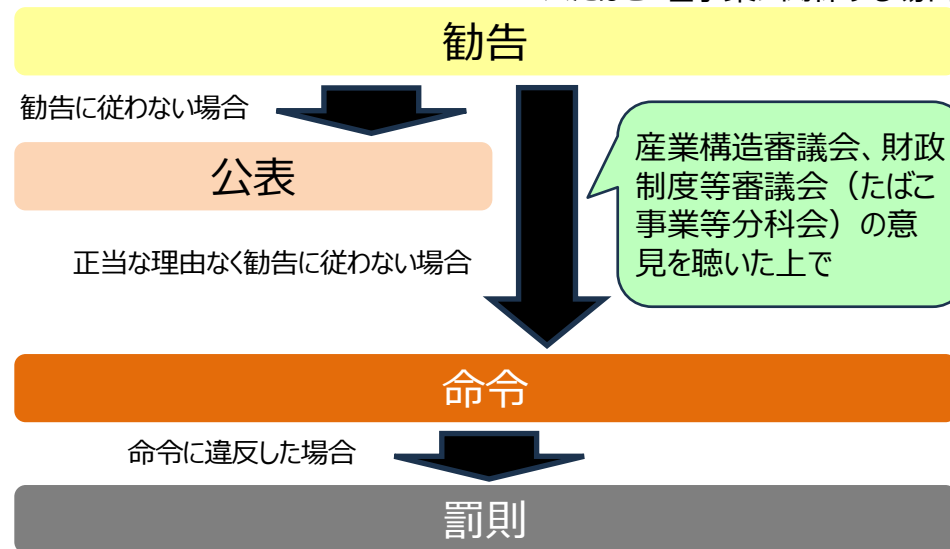 勧告
勧告に従わない場合
公表
産業構造審議会、財政
制度等審議会（たばこ
事業等分科会）の意
見を聴いた上で
正当な理由なく勧告に従わない場合
命令
命令に違反した場合
罰則